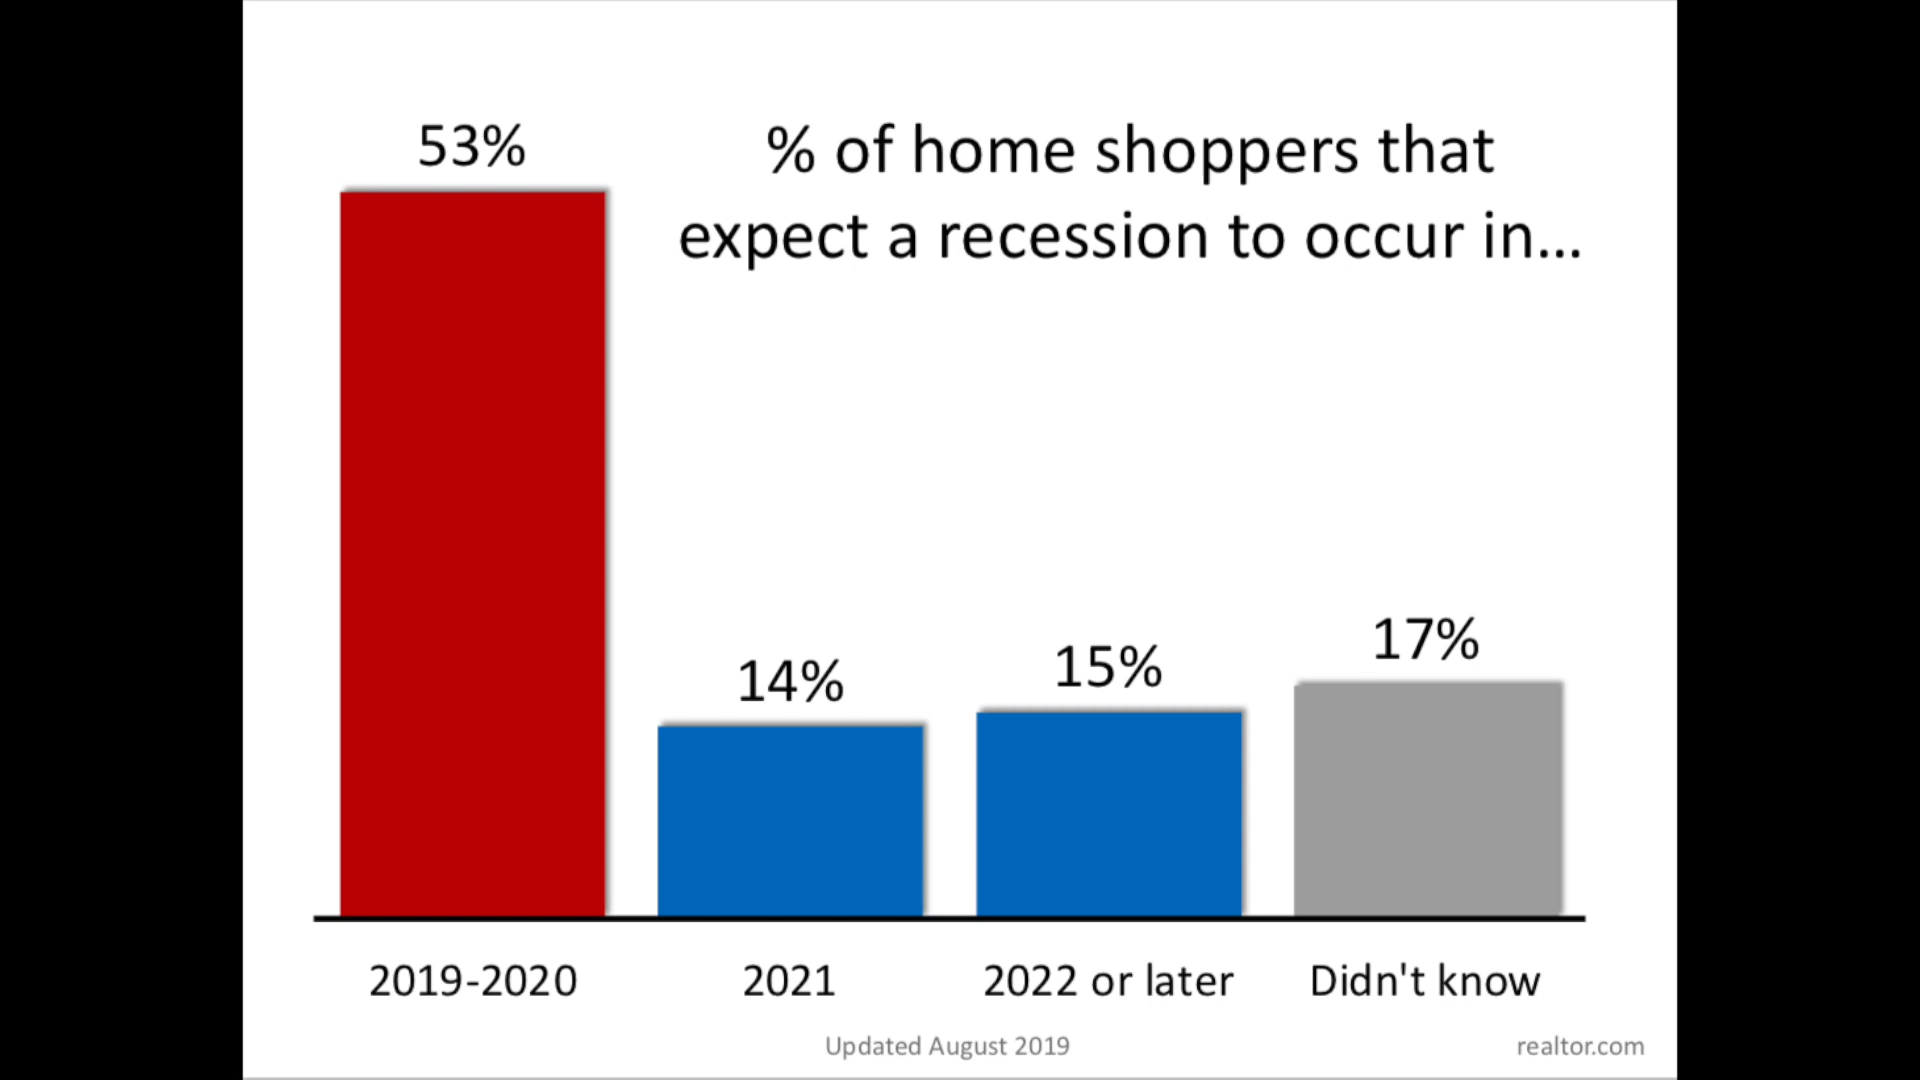 53%
% of home shoppers that
expect a recession to occur in...
14%
15%
17%
2019-2020
2021
2022 or later
Didn't know
Updated August 2019
realtor.com